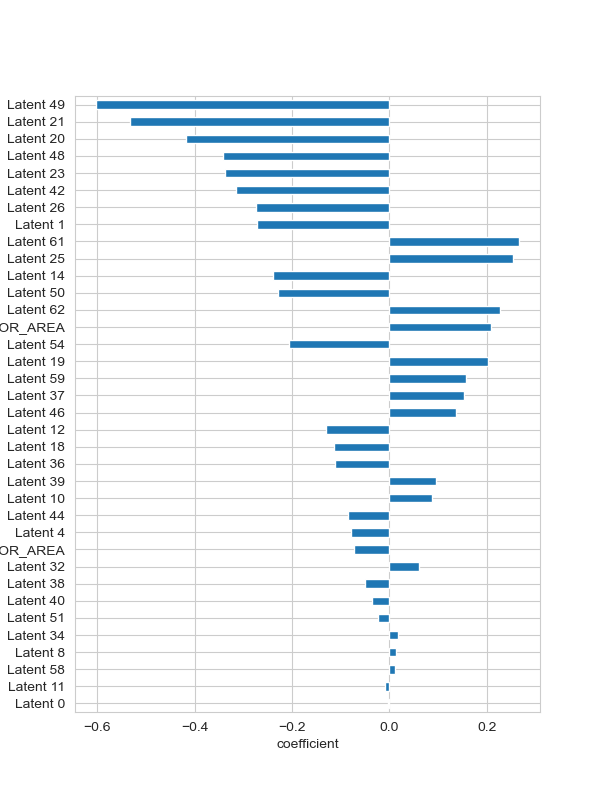 Latent 49
Latent 21
Latent 20
Latent 48
Latent 23
Latent 42
Latent 26
Latent 1
Latent 61
Latent 25
Latent 14
Latent 50
Latent 62
OR_AREA
Latent 54
Latent 19
Latent 59
Latent 37
Latent 46
Latent 12
Latent 18
Latent 36
Latent 39
Latent 10
Latent 44
Latent 4
OR_AREA
Latent 32
Latent 38
Latent 40
Latent 51
Latent 34
Latent 8
Latent 58
Latent 11
Latent 0
−0.6 −0.4 −0.2 0.0 0.2
coefficient